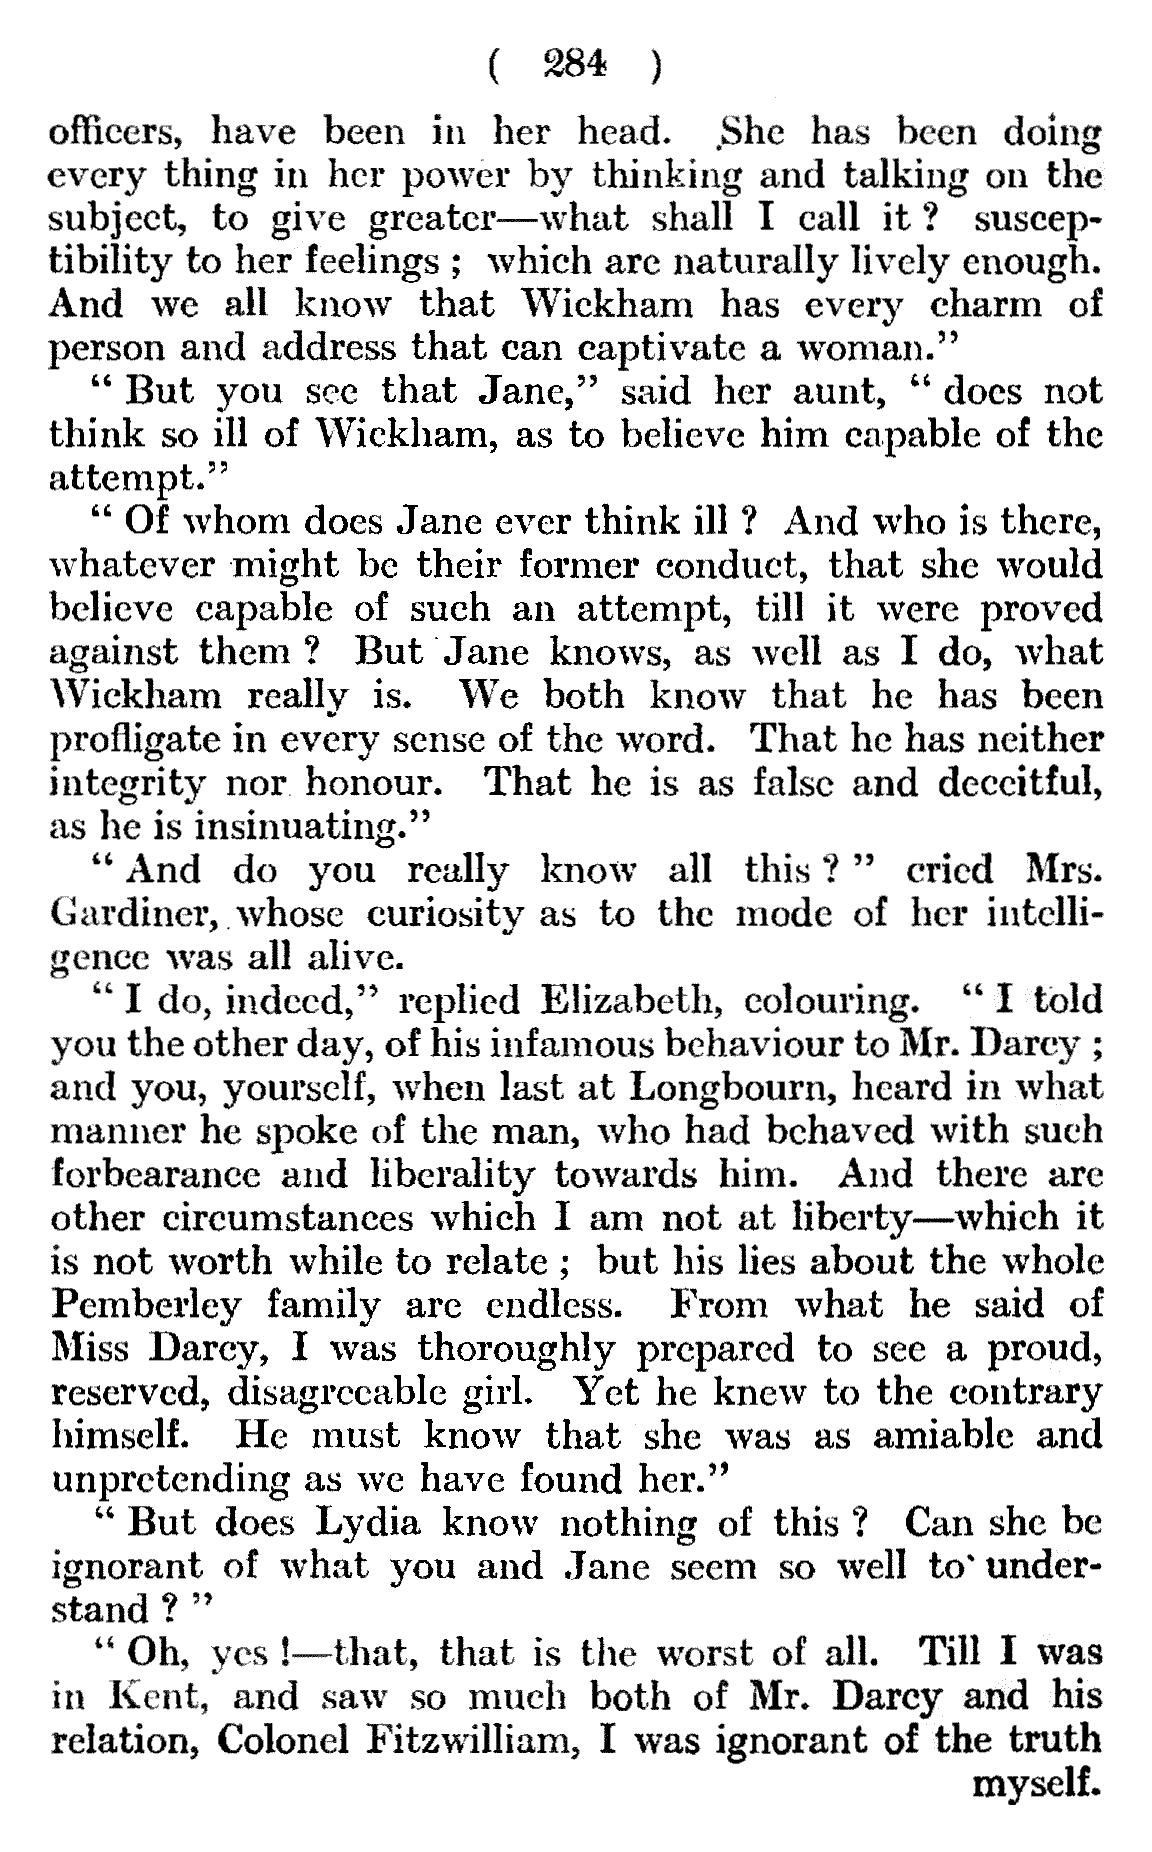 ( 284 )
officers, have been in her head. She has been doing
every thing in her power by thinking and talking on the
subject, to give greater—what shall I call it ? suscep-
tibility to her feelings ; which are naturally lively enough.
And we all know that Wickham has every charm of
person and address that can captivate a woman.”
“ But you see that Jane,” said her aunt, “ does not
think so ill of Wickham, as to believe him capable of the
attempt.”
“ Of whom does Jane ever think ill ? And who is there,
whatever might be their former conduct, that she would
believe capable of such an attempt, till it were proved
against them ? But Jane knows, as well as I do, what
Wickham really is. We both know that he has been
profligate in every sense of the word. That he has neither
integrity nor honour. That he is as false and deceitful,
as he is insinuating.”
“ And do you really know all this ? ” cried Mrs.
Gardiner, whose curiosity as to the mode of her intelli-
gence was all alive.
“ I do, indeed,” replied Elizabeth, colouring. “ I told
you the other day, of his infamous behaviour to Mr. Darcy ;
and you, yourself, when last at Longbourn, heard in what
manner he spoke of the man, who had behaved with such
forbearance and liberality towards him. And there are
other circumstances which I am not at liberty—which it
is not worth while to relate ; but his lies about the whole
Pemberley family are endless. From what he said of
Miss Darcy, I was thoroughly prepared to see a proud,
reserved, disagreeable girl. Yet he knew to the contrary
himself. He must know that she was as amiable and
unpretending as we have found her.”
“ But does Lydia know nothing of this ? Can she be
ignorant of what you and Jane seem so well to under-
stand ? ”
“ Oh, yes !—that, that is the worst of all. Till I was
in Kent, and saw so much both of Mr. Darcy and his
relation, Colonel Fitzwilliam, I was ignorant of the truth
myself.